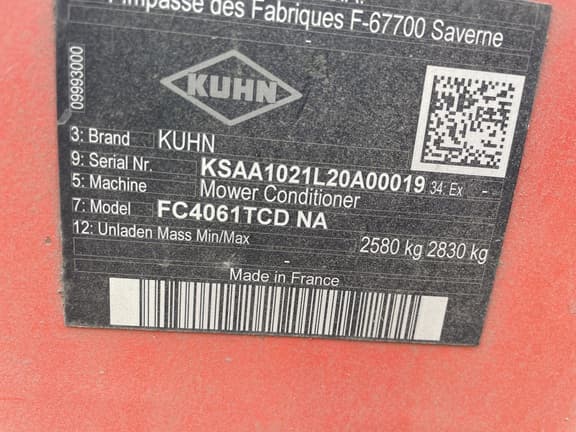 l'impasse des Fabriques F-67700 Saverne
09993000
KUHN
3: Brand KUHN
9: Serial Nr. KSAA1021L20A00019 34: Ex -
5: Machine Mower Conditioner
7: Model FC4061TCD NA
12: Unladen Mass Min/Max 2580 kg 2830 kg
Made in France